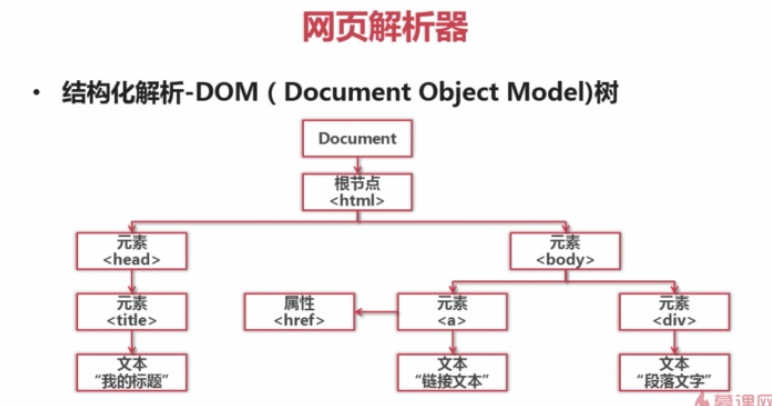 网页解析器
• 结构化解析-DOM ( Document Object Model)树
Document
根节点
<html>
元素
<head>
元素
<body>
元素
<title>
属性
<href>
元素
<a>
元素
<div>
文本
“我的标题”
文本
“链接文本”
文本
“段落文字”
慕课网